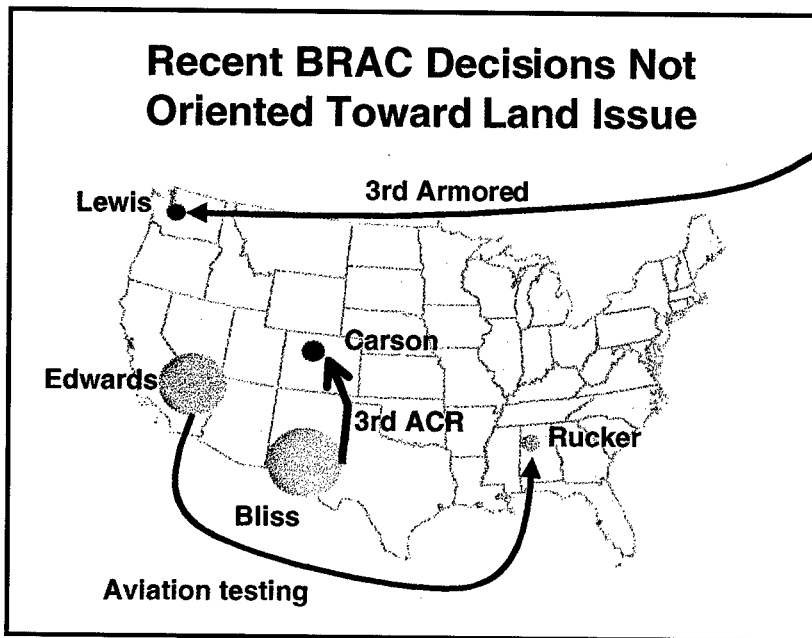 Recent BRAC Decisions Not
Oriented Toward Land Issue
3rd Armored
Lewis
Carson
Edwards
3rd ACR
Rucker
Bliss
Aviation testing